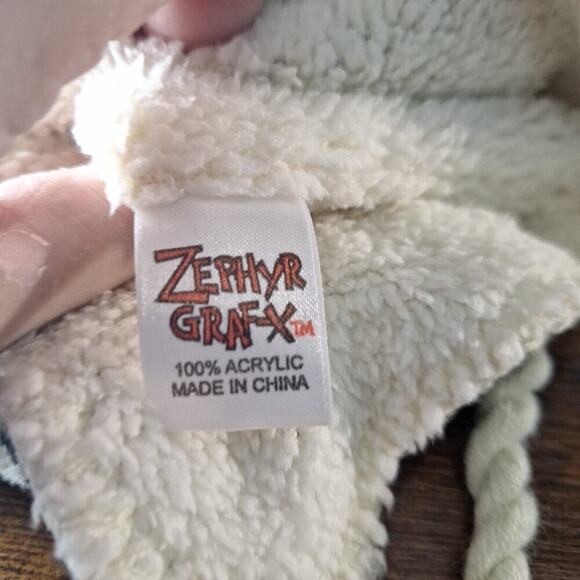 ZEPHYR
GRAF-X™
100% ACRYLIC
MADE IN CHINA